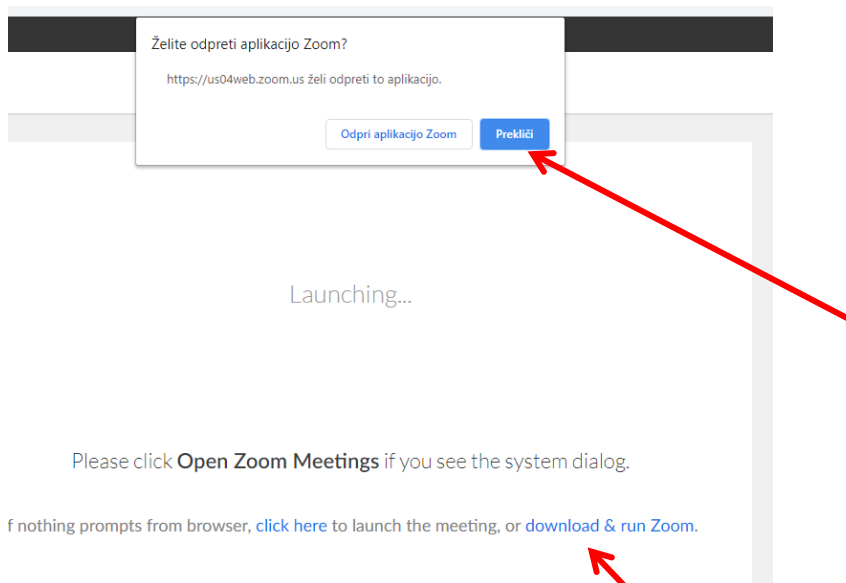 Želite odpreti aplikacijo Zoom?
https://us04web.zoom.us želi odpreti to aplikacijo.
Odpri aplikacijo Zoom Prekliči
Launching...
Please click Open Zoom Meetings if you see the system dialog.
f nothing prompts from browser, click here to launch the meeting, or download & run Zoom.